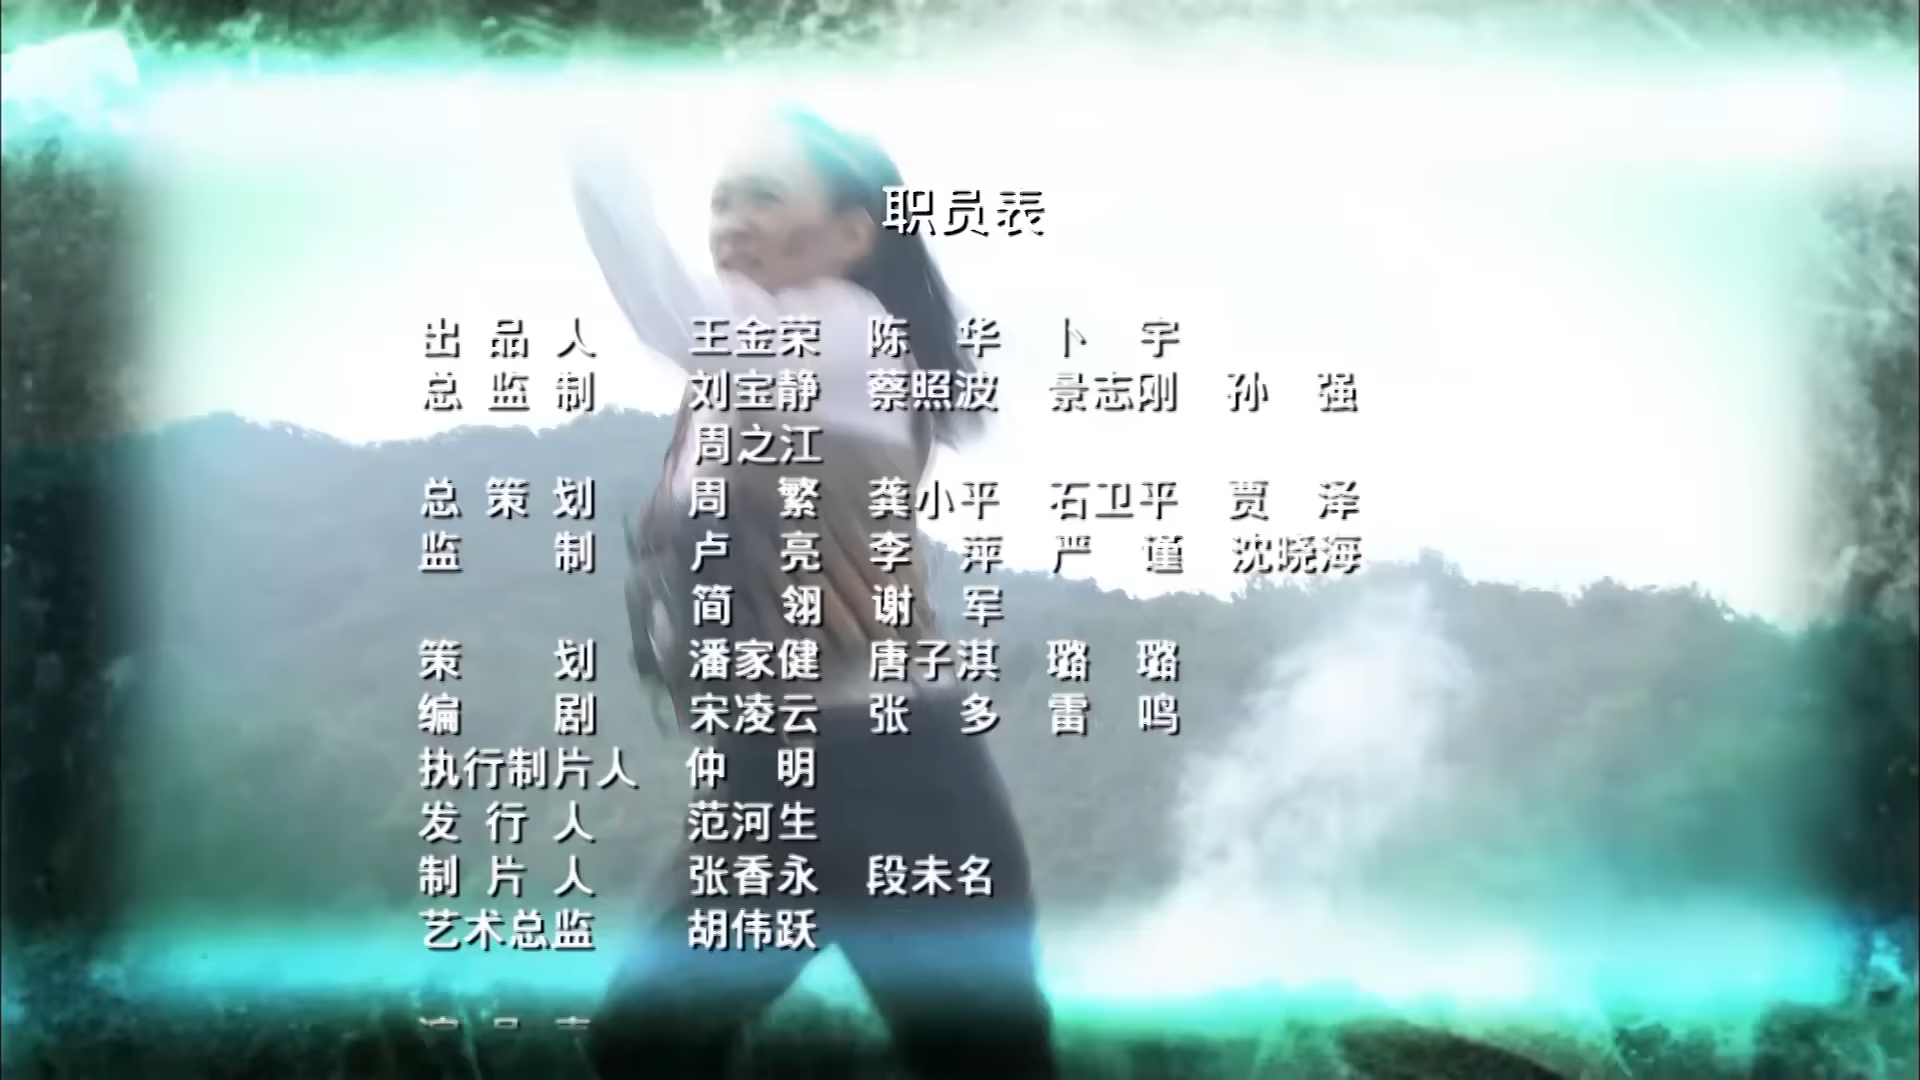 职员表
出品人 王金荣 陈华 卜宇
总监制 刘宝静 蔡照波 景志刚 孙强
周之江
总策划 周繁 龚小平 石卫平 贾泽
监制 卢亮 李萍 严谨 沈晓海
简翎 谢军
策划 潘家健 唐子淇 璐璐
编剧 宋凌云 张多 雷鸣
执行制片人 仲明
发行人 范河生
制片人 张香永 段未名
艺术总监 胡伟跃